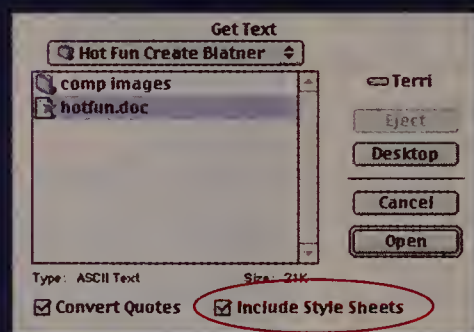 Get Text
Hot Fun Create Blatner
comp images
hotfun.doc
Terri
Eject
Desktop
Cancel
Open
Type: ASCII Text Size: 21K
Convert Quotes Include Style Sheets